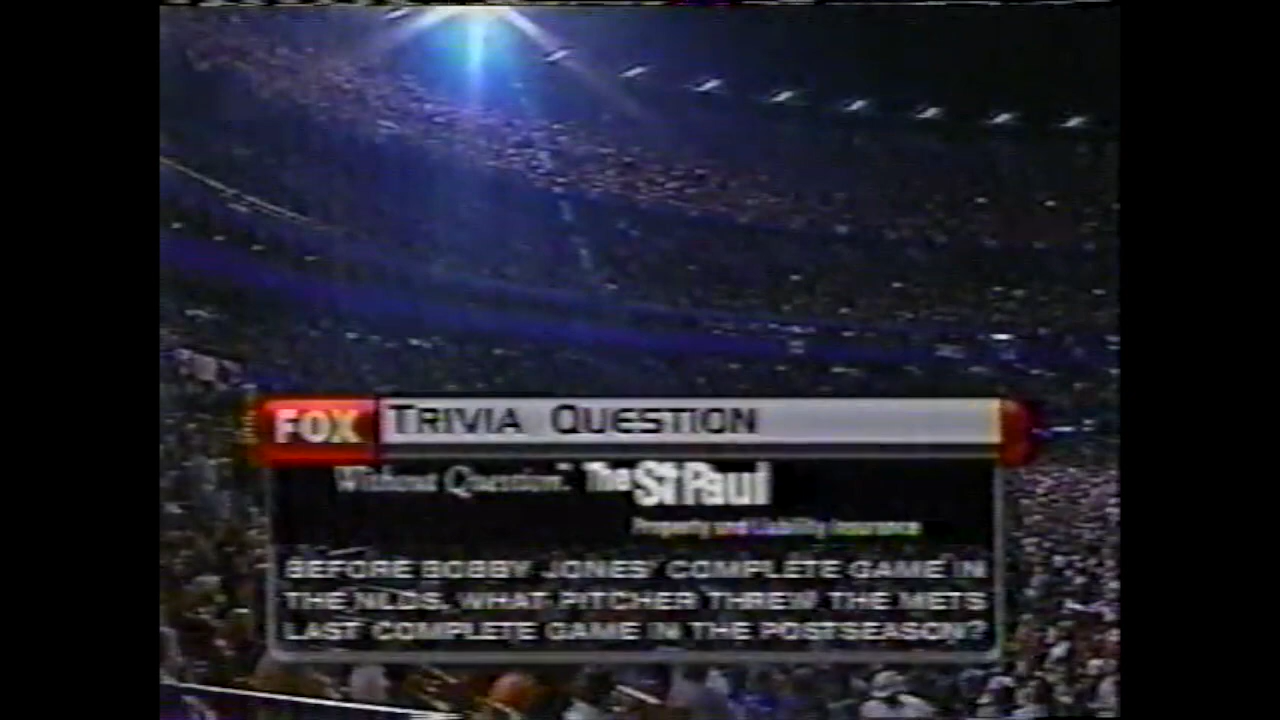 FOX TRIVIA QUESTION
Without Question.™ The St Paul
Property and Liability Insurance
BEFORE BOBBY JONES' COMPLETE GAME IN
THE NLDS, WHAT PITCHER THREW THE METS
LAST COMPLETE GAME IN THE POSTSEASON?